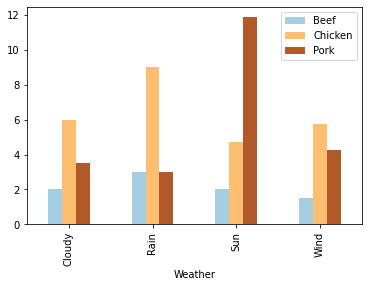 12
10
8
6
4
2
0
Beef
Chicken
Pork
Cloudy
Rain
Sun
Wind
Weather